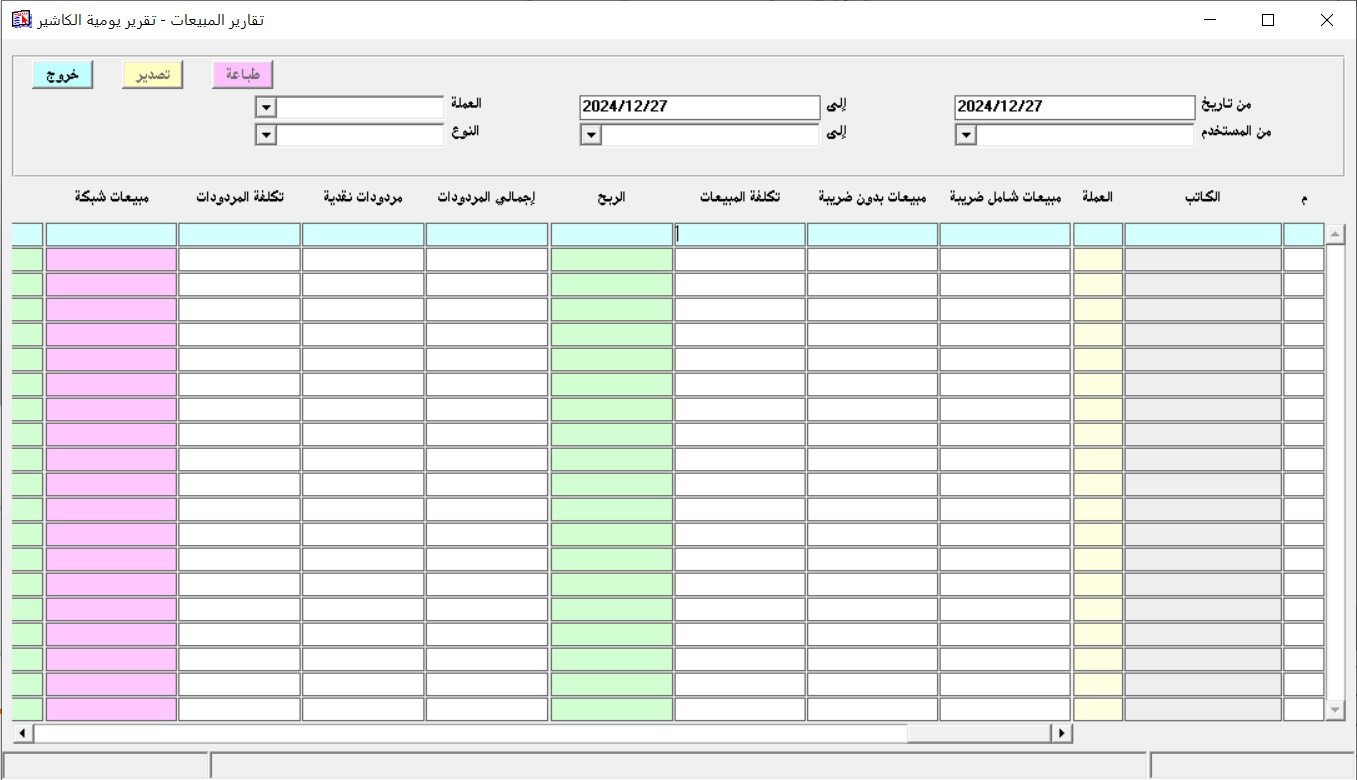 تقارير المبيعات - تقرير يومية الكاشير
خروج
تصدير
طباعة
من تاريخ 2024/12/27 إلى 2024/12/27 العملة
من المستخدم إلى النوع
م الكاتب العملة مبيعات شامل ضريبة مبيعات بدون ضريبة تكلفة المبيعات الربح إجمالي المردودات مردودات نقدية تكلفة المردودات مبيعات شبكة